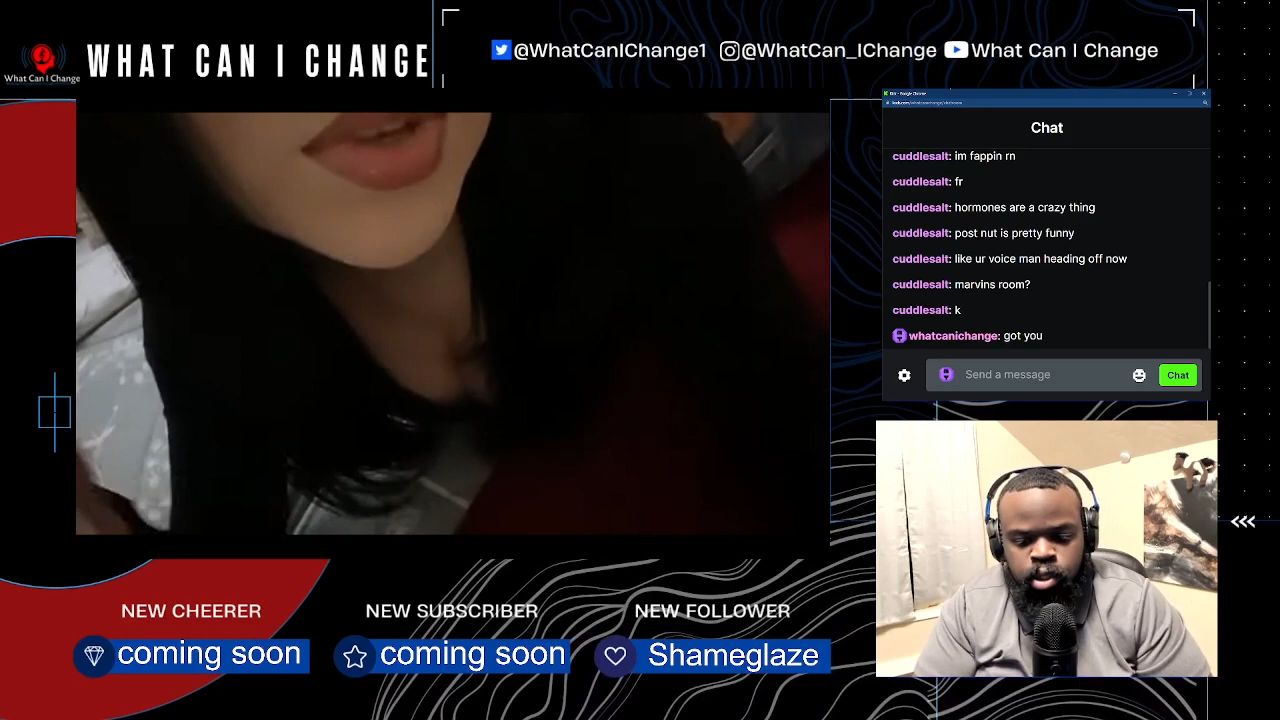 What Can I Change
WHAT CAN I CHANGE
@WhatCanIChange1 @WhatCan_IChange What Can I Change
Chat
cuddlesalt: im fappin rn
cuddlesalt: fr
cuddlesalt: hormones are a crazy thing
cuddlesalt: post nut is pretty funny
cuddlesalt: like ur voice man heading off now
cuddlesalt: marvins room?
cuddlesalt: k
whatcanichange: got you
Send a message
Chat
NEW CHEERER
NEW SUBSCRIBER
NEW FOLLOWER
coming soon
coming soon
Shameglaze